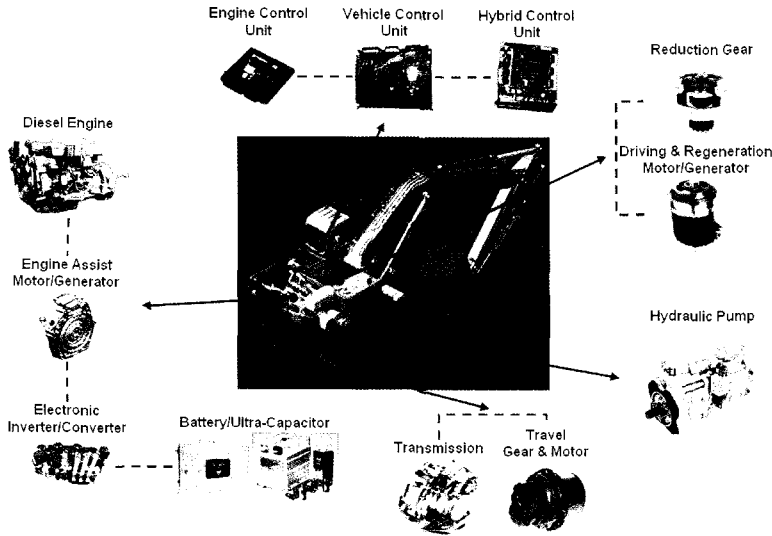 Engine Control
Unit
Vehicle Control
Unit
Hybrid Control
Unit
Reduction Gear
Diesel Engine
Driving & Regeneration
Motor/Generator
Engine Assist
Motor/Generator
Hydraulic Pump
Electronic
Inverter/Converter
Battery/Ultra-Capacitor
Transmission
Travel
Gear & Motor